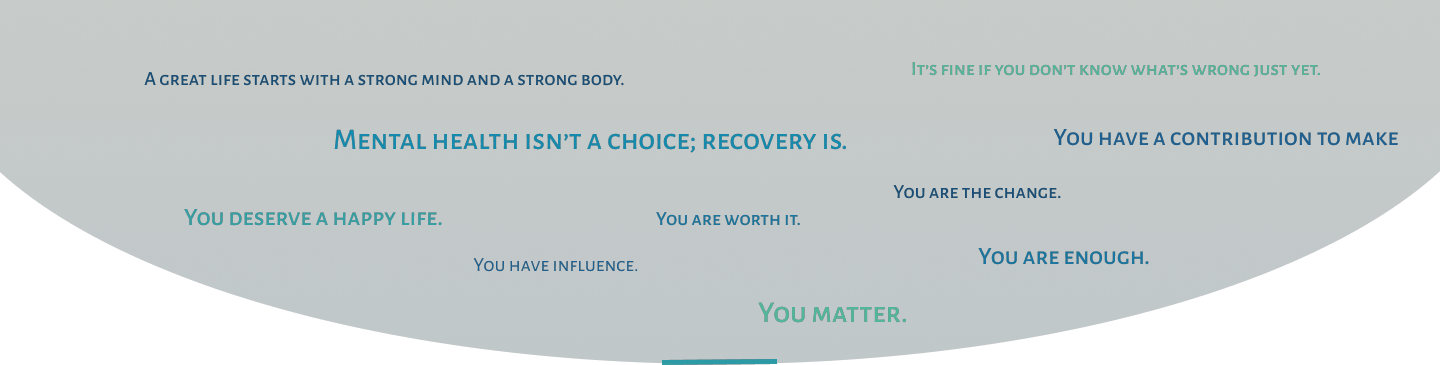 It's fine if you don't know what's wrong just yet.
A great life starts with a strong mind and a strong body.
Mental health isn't a choice; recovery is.
You have a contribution to make
You are the change.
You deserve a happy life.
You are worth it.
You are enough.
You have influence.
You matter.